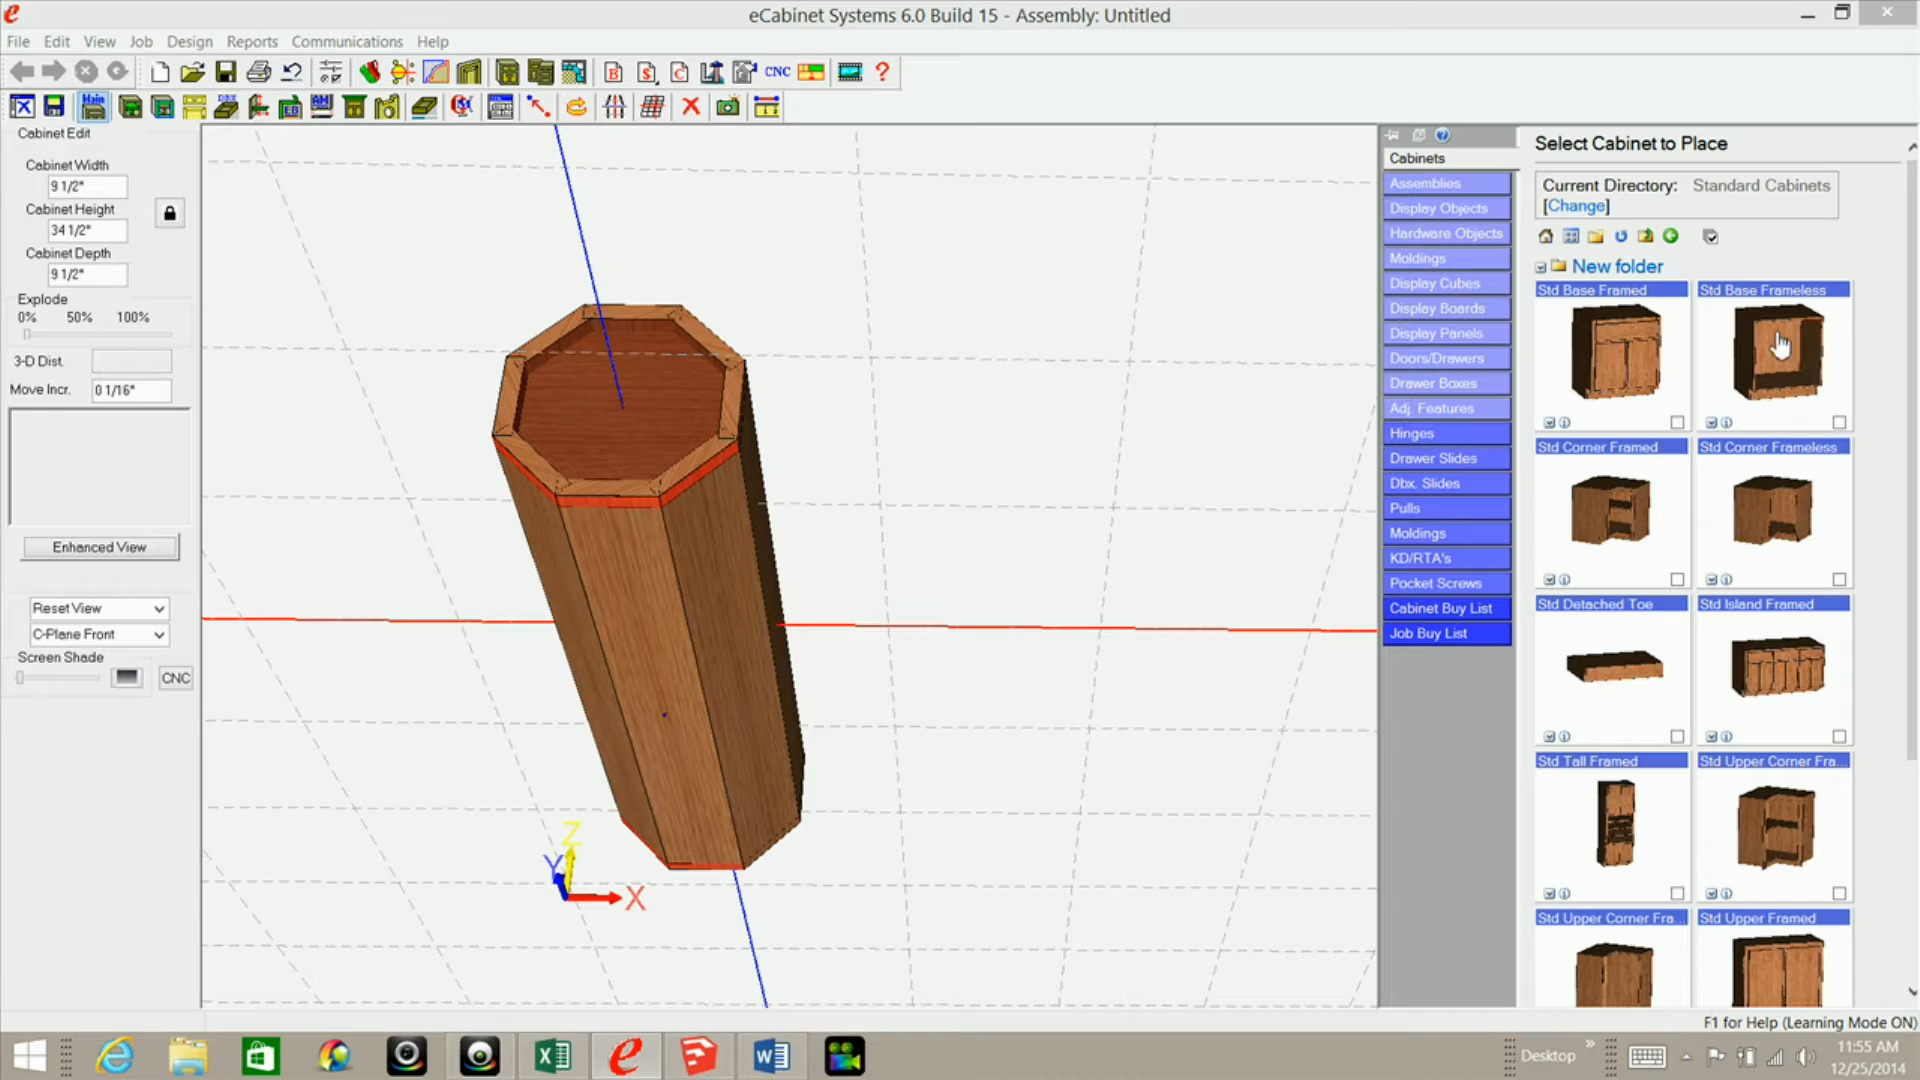 eCabinet Systems 6.0 Build 15 - Assembly: Untitled
File Edit View Job Design Reports Communications Help
CNC
Main
Cabinet Edit
Cabinet Width
9 1/2"
Cabinet Height
34 1/2"
Cabinet Depth
9 1/2"
Explode
0% 50% 100%
3-D Dist.
Move Incr. 0 1/16"
Enhanced View
Reset View
C-Plane Front
Screen Shade
CNC
Z
Y
X
Cabinets
Assemblies
Display Objects
Hardware Objects
Moldings
Display Cubes
Display Boards
Display Panels
Doors/Drawers
Drawer Boxes
Adj. Features
Hinges
Drawer Slides
Dbx. Slides
Pulls
Moldings
KD/RTA's
Pocket Screws
Cabinet Buy List
Job Buy List
Select Cabinet to Place
Current Directory: Standard Cabinets
[Change]
New folder
Std Base Framed Std Base Frameless
Std Corner Framed Std Corner Frameless
Std Detached Toe Std Island Framed
Std Tall Framed Std Upper Corner Fra...
Std Upper Corner Fra... Std Upper Framed
F1 for Help (Learning Mode ON)
Desktop
11:55 AM
12/25/2014